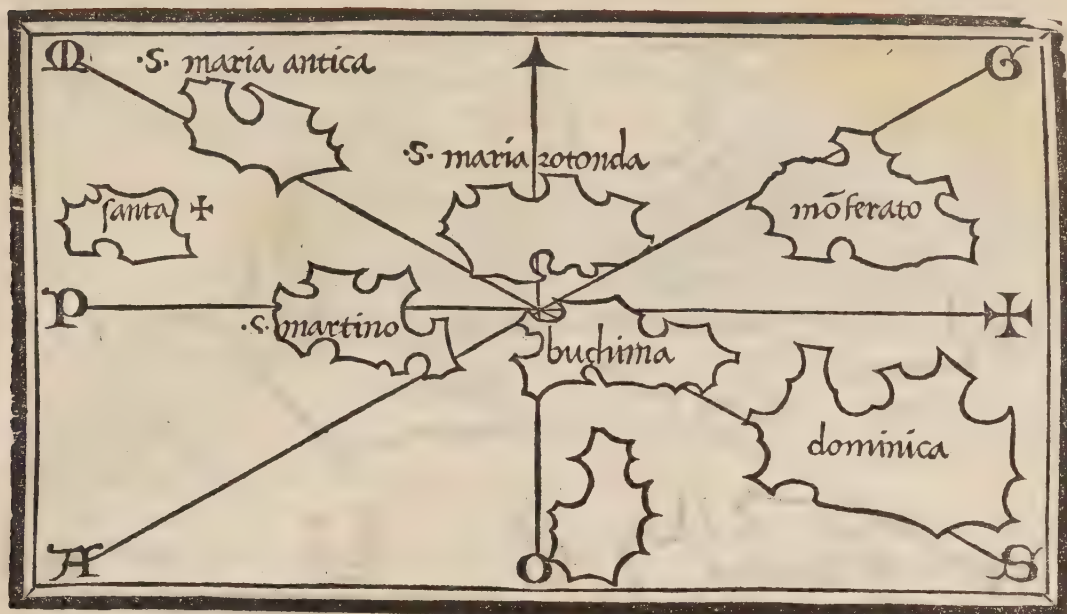 M
·S· maria antica
G
·S· maria rotonda
santa ✠
mõferato
P
·S· martino
buchima
dominica
A
O
S